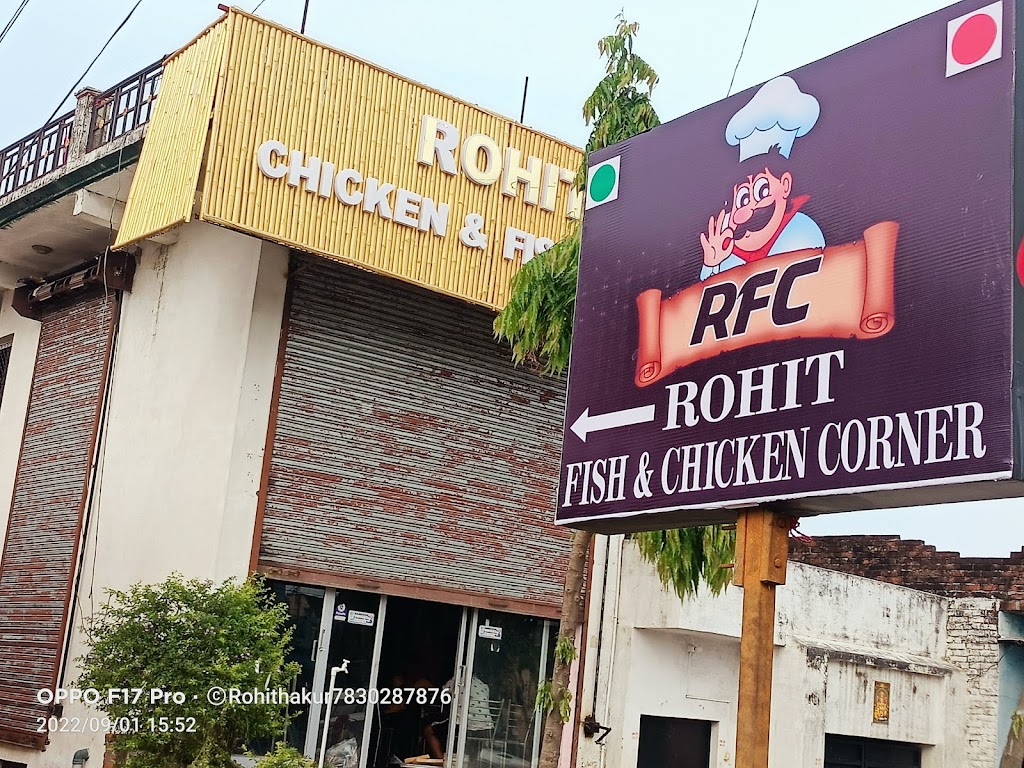 ROHIT
CHICKEN & FIS
RFC
ROHIT
FISH & CHICKEN CORNER
OPPO F17 Pro · ©Rohithakur7830287876
2022/09/01 15:52